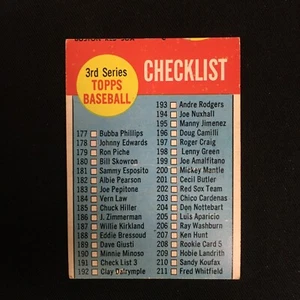 3rd Series
TOPPS
BASEBALL
CHECKLIST
177 Bubba Phillips
178 Johnny Edwards
179 Ron Piche
180 Bill Skowron
181 Sammy Esposito
182 Albie Pearson
183 Joe Pepitone
184 Vern Law
185 Chuck Hiller
186 J. Zimmerman
187 Willie Kirkland
188 Eddie Bressoud
189 Dave Giusti
190 Minnie Minoso
191 Check List 3
192 Clay Dalrymple
193 Andre Rodgers
194 Joe Nuxhall
195 Manny Jimenez
196 Doug Camilli
197 Roger Craig
198 Lenny Green
199 Joe Amalfitano
200 Mickey Mantle
201 Cecil Butler
202 Red Sox Team
203 Chico Cardenas
204 Don Nottebart
205 Luis Aparicio
206 Ray Washburn
207 Ken Hunt
208 Rookie Card 5
209 Hobie Landrith
210 Sandy Koufax
211 Fred Whitfield